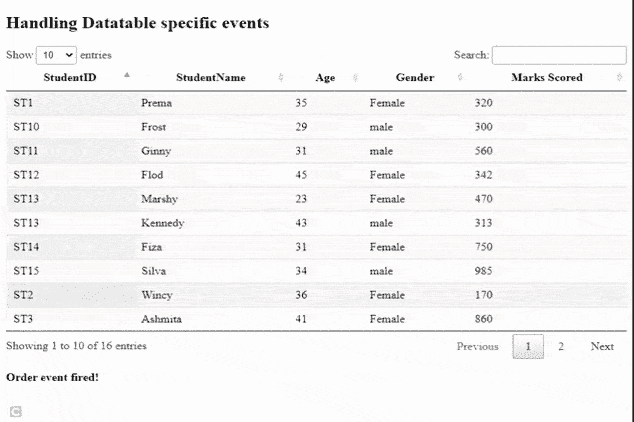 Handling Datatable specific events
Show 10 entries Search:
StudentID StudentName Age Gender Marks Scored
ST1 Prema 35 Female 320
ST10 Frost 29 male 300
ST11 Ginny 31 male 560
ST12 Flod 45 Female 342
ST13 Marshy 23 Female 470
ST13 Kennedy 43 male 313
ST14 Fiza 31 Female 750
ST15 Silva 34 male 985
ST2 Wincy 36 Female 170
ST3 Ashmita 41 Female 860
Showing 1 to 10 of 16 entries Previous 1 2 Next
Order event fired!